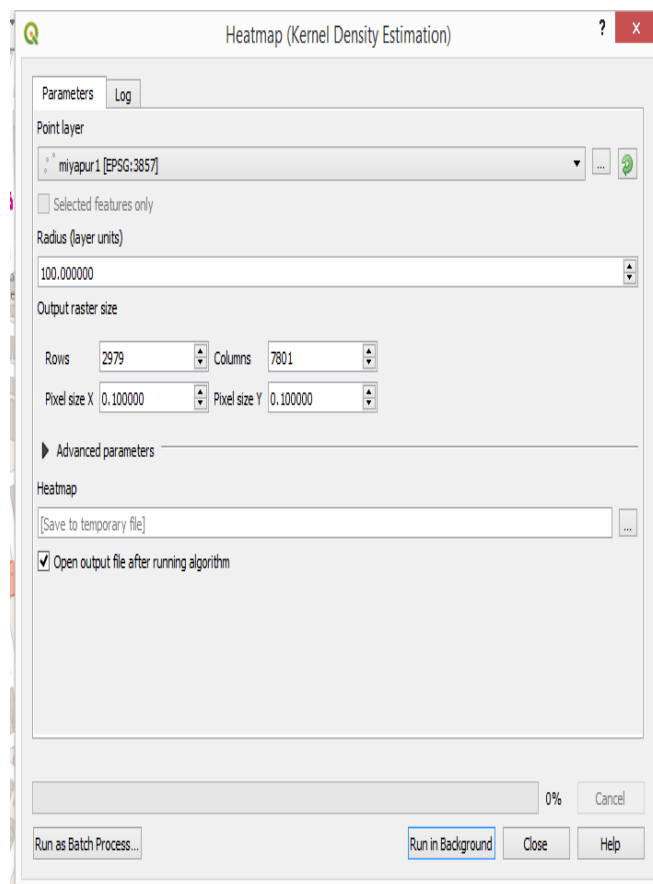 Heatmap (Kernel Density Estimation) ? x
Parameters Log
Point layer
miyapur1 [EPSG:3857] ...
Selected features only
Radius (layer units)
100.000000
Output raster size
Rows 2979 Columns 7801
Pixel size X 0.100000 Pixel size Y 0.100000
Advanced parameters
Heatmap
[Save to temporary file] ...
Open output file after running algorithm
0% Cancel
Run as Batch Process... Run in Background Close Help